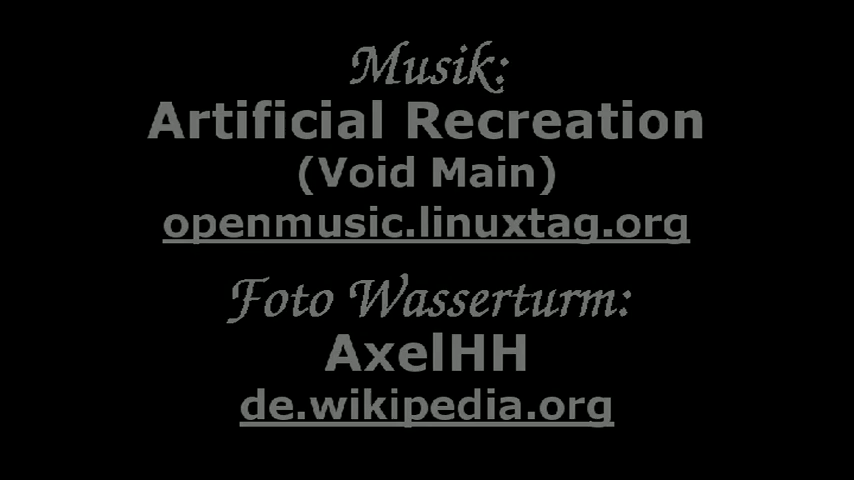 Musik:
Artificial Recreation
(Void Main)
openmusic.linuxtag.org
Foto Wasserturm:
AxelHH
de.wikipedia.org